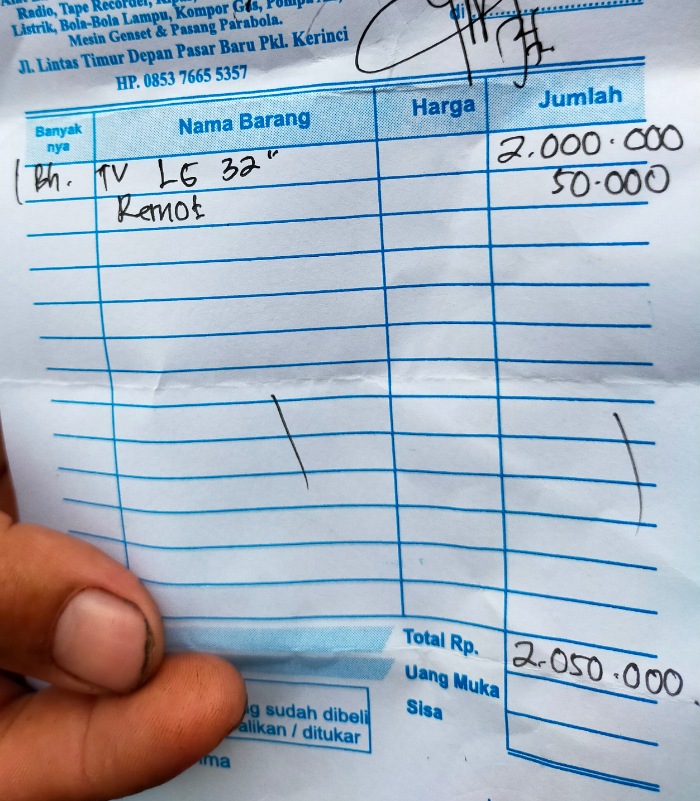 Radio, Tape Recorder,
Listrik, Bola-Bola Lampu, Kompor Gas, Pompa
Mesin Genset & Pasang Parabola.
Jl. Lintas Timur Depan Pasar Baru Pkl. Kerinci
HP. 0853 7665 5357
di
Banyak nya Nama Barang Harga Jumlah
1 Bh. TV LG 32" 2.000.000
Remot 50.000
Total Rp. 2.050.000
Uang Muka
Sisa
sudah dibeli
/ ditukar